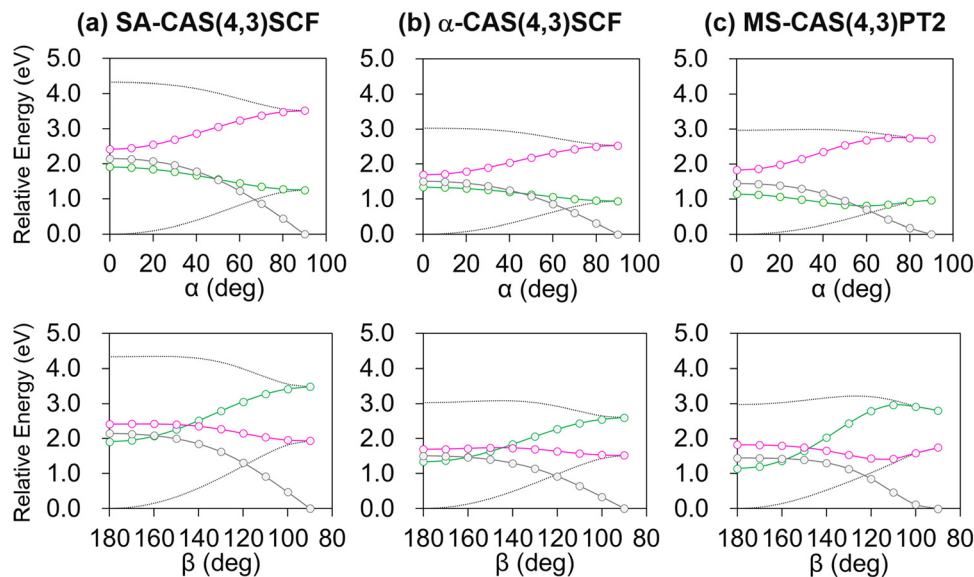 (a) SA-CAS(4,3)SCF
(b) α-CAS(4,3)SCF
(c) MS-CAS(4,3)PT2
Relative Energy (eV)
5.0
4.0
3.0
2.0
1.0
0.0
0 20 40 60 80 100
α (deg)
5.0
4.0
3.0
2.0
1.0
0.0
0 20 40 60 80 100
α (deg)
5.0
4.0
3.0
2.0
1.0
0.0
0 20 40 60 80 100
α (deg)
Relative Energy (eV)
5.0
4.0
3.0
2.0
1.0
0.0
180 160 140 120 100 80
β (deg)
5.0
4.0
3.0
2.0
1.0
0.0
180 160 140 120 100 80
β (deg)
5.0
4.0
3.0
2.0
1.0
0.0
180 160 140 120 100 80
β (deg)